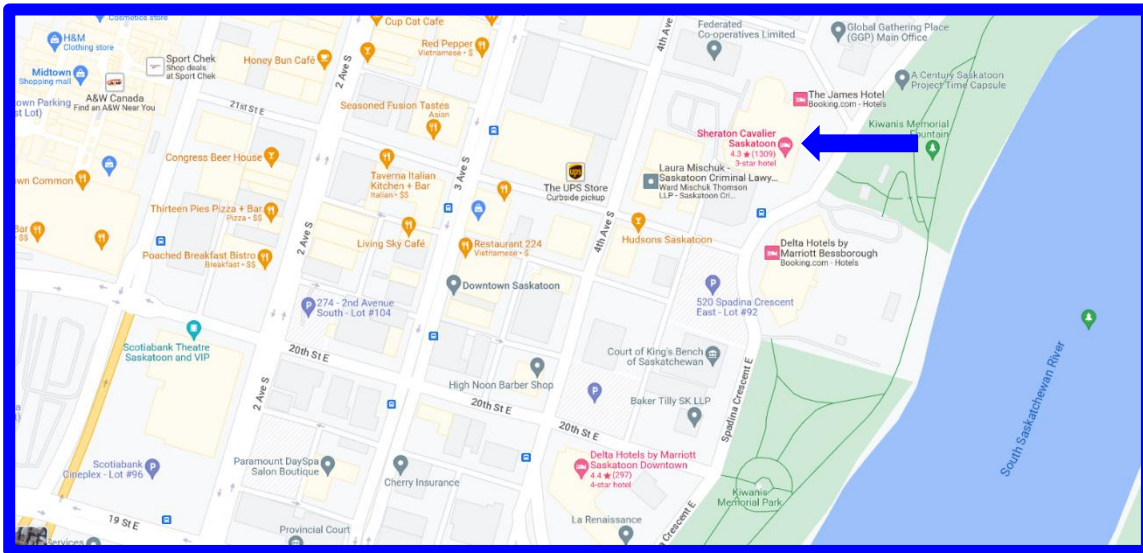 Cosmetics store
H&M
Clothing store
Midtown
Shopping mall
A&W Canada
Find an A&W Near You
Sport Chek
Shop deals
at Sport Chek
Honey Bun Café
Cup Cat Cafe
Red Pepper
Vietnamese • $
2 Ave S
4th Ave S
Federated
Co-operatives Limited
Global Gathering Place
(GGP) Main Office
A Century Saskatoon
Project Time Capsule
The James Hotel
Booking.com - Hotels
Kiwanis Memorial
Fountain
Sheraton Cavalier
Saskatoon
4.3 ★ (1309)
3-star hotel
own Parking
st Lot)
21st St E
Seasoned Fusion Tastes
Asian
Congress Beer House
Taverna Italian
Kitchen + Bar
Italian • $$
3 Ave S
ups
The UPS Store
Curbside pickup
Laura Mischuk -
Saskatoon Criminal Lawy...
Ward Mischuk Thomson
LLP - Saskatoon Cri...
wn Common
Thirteen Pies Pizza + Bar
Pizza • $$
Bar
$$
Poached Breakfast Bistro
Breakfast • $$
2 Ave S
Living Sky Café
Restaurant 224
Vietnamese • $
4th Ave S
Hudsons Saskatoon
Delta Hotels by
Marriott Bessborough
Booking.com - Hotels
Downtown Saskatoon
274 - 2nd Avenue
South - Lot #104
520 Spadina Crescent
East - Lot #92
Scotiabank Theatre
Saskatoon and VIP
20th St E
Court of King's Bench
of Saskatchewan
High Noon Barber Shop
2 Ave S
20th St E
Baker Tilly SK LLP
20th St E
Spadina Crescent E
South Saskatchewan River
Scotiabank
Cineplex - Lot #96
Paramount DaySpa
Salon Boutique
Cherry Insurance
Delta Hotels by Marriott
Saskatoon Downtown
4.4 ★ (297)
4-star hotel
Kiwanis
Memorial Park
19 St E
Provincial Court
La Renaissance
Crescent E
Services